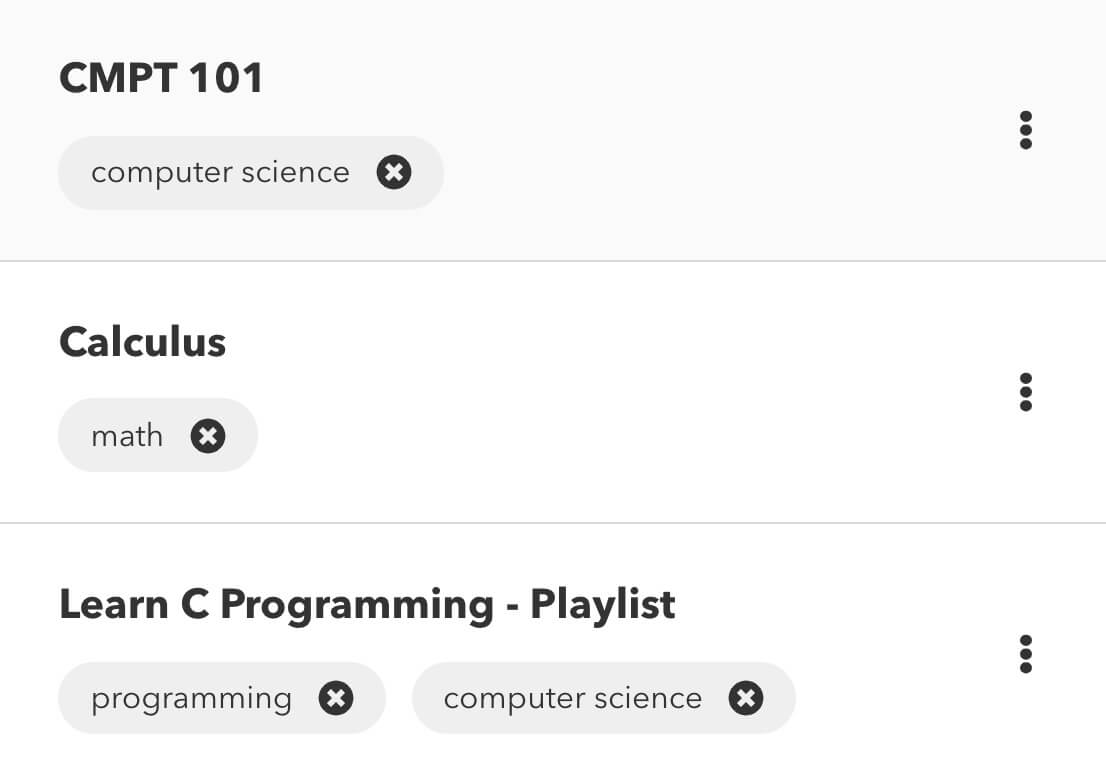 CMPT 101
computer science
Calculus
math
Learn C Programming - Playlist
programming computer science